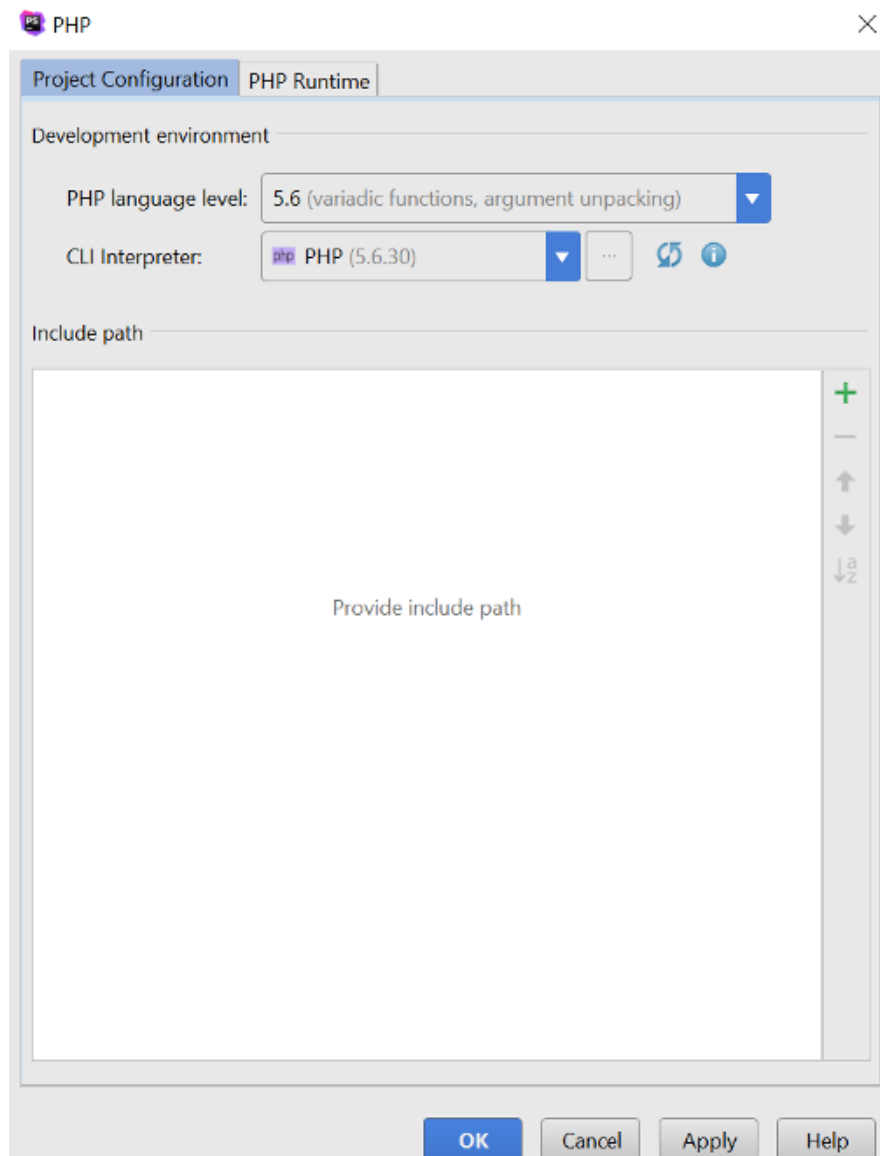 PS PHP
Project Configuration PHP Runtime
Development environment
PHP language level: 5.6 (variadic functions, argument unpacking)
CLI Interpreter: php PHP (5.6.30) ...
Include path
Provide include path
a
z
OK Cancel Apply Help